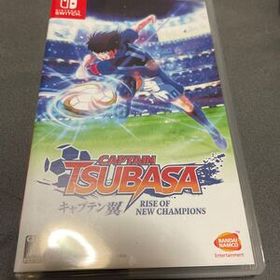 NINTENDO
SWITCH
CAPTAIN
TSUBASA
キャプテン翼
RISE OF
NEW CHAMPIONS
BANDAI
NAMCO
Entertainment